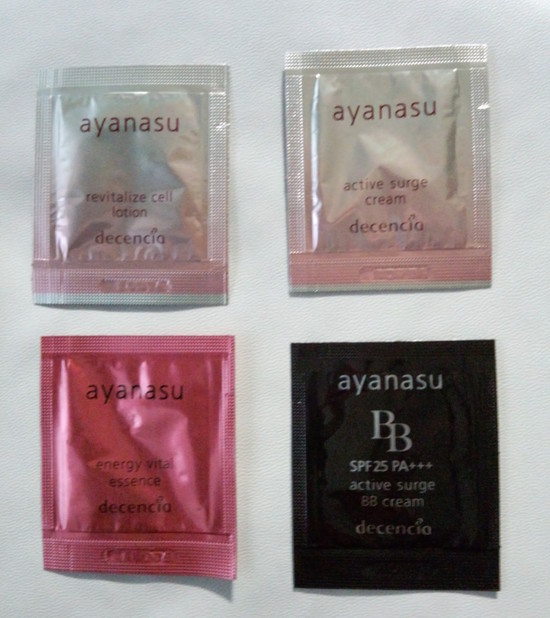 ayanasu
revitalize cell
lotion
decencia
ayanasu
active surge
cream
decencia
ayanasu
energy vital
essence
decencia
ayanasu
BB
SPF25 PA+++
active surge
BB cream
decencia